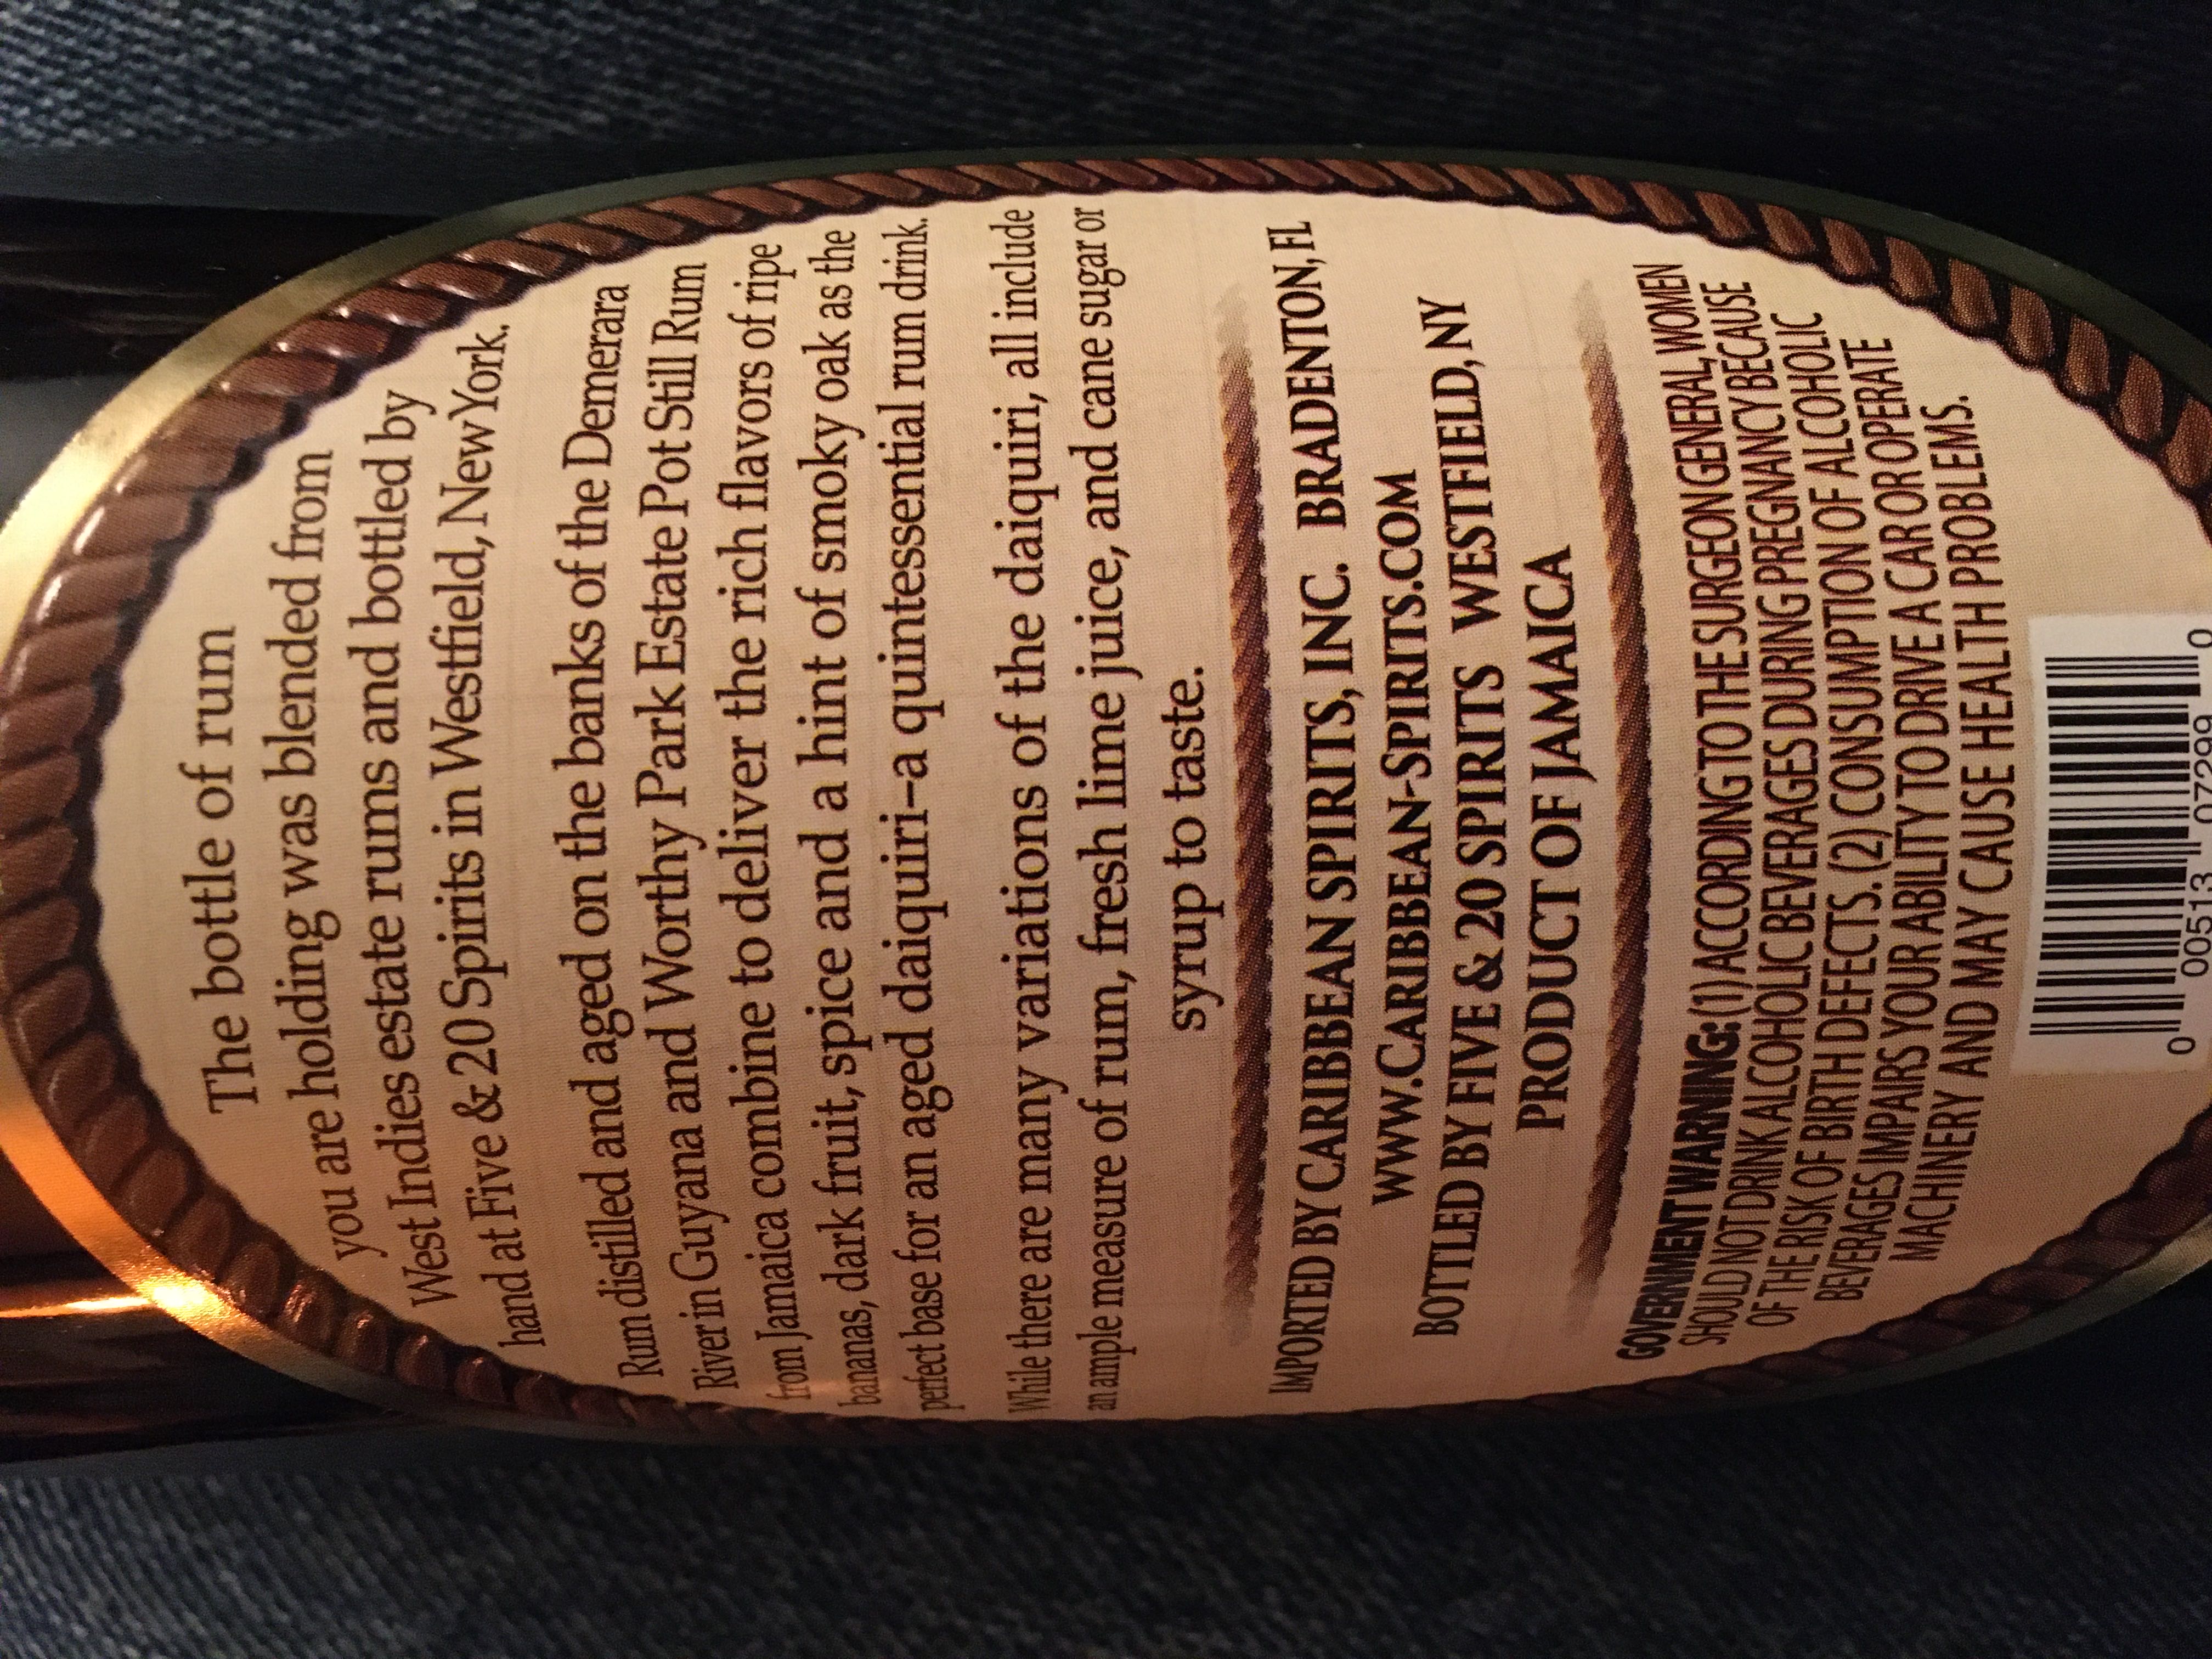 The bottle of rum
you are holding was blended from
West Indies estate rums and bottled by
hand at Five & 20 Spirits in Westfield, New York.
Rum distilled and aged on the banks of the Demerara
River in Guyana and Worthy Park Estate Pot Still Rum
from Jamaica combine to deliver the rich flavors of ripe
bananas, dark fruit, spice and a hint of smoky oak as the
perfect base for an aged daiquiri–a quintessential rum drink.
While there are many variations of the daiquiri, all include
an ample measure of rum, fresh lime juice, and cane sugar or
syrup to taste.
IMPORTED BY CARIBBEAN SPIRITS, INC. BRADENTON, FL
WWW.CARIBBEAN-SPIRITS.COM
BOTTLED BY FIVE & 20 SPIRITS WESTFIELD, NY
PRODUCT OF JAMAICA
GOVERNMENT WARNING: (1) ACCORDING TO THE SURGEON GENERAL, WOMEN
SHOULD NOT DRINK ALCOHOLIC BEVERAGES DURING PREGNANCY BECAUSE
OF THE RISK OF BIRTH DEFECTS. (2) CONSUMPTION OF ALCOHOLIC
BEVERAGES IMPAIRS YOUR ABILITY TO DRIVE A CAR OR OPERATE
MACHINERY AND MAY CAUSE HEALTH PROBLEMS.
0 00513 07299 0